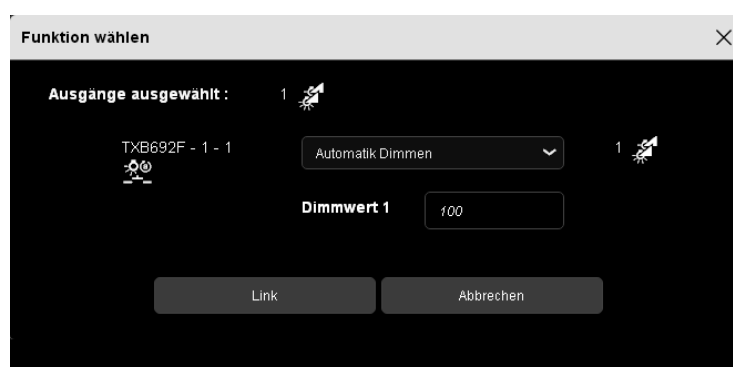 Funktion wählen
Ausgänge ausgewählt : 1
TXB692F - 1 - 1 Automatik Dimmen 1
Dimmwert 1 100
Link Abbrechen